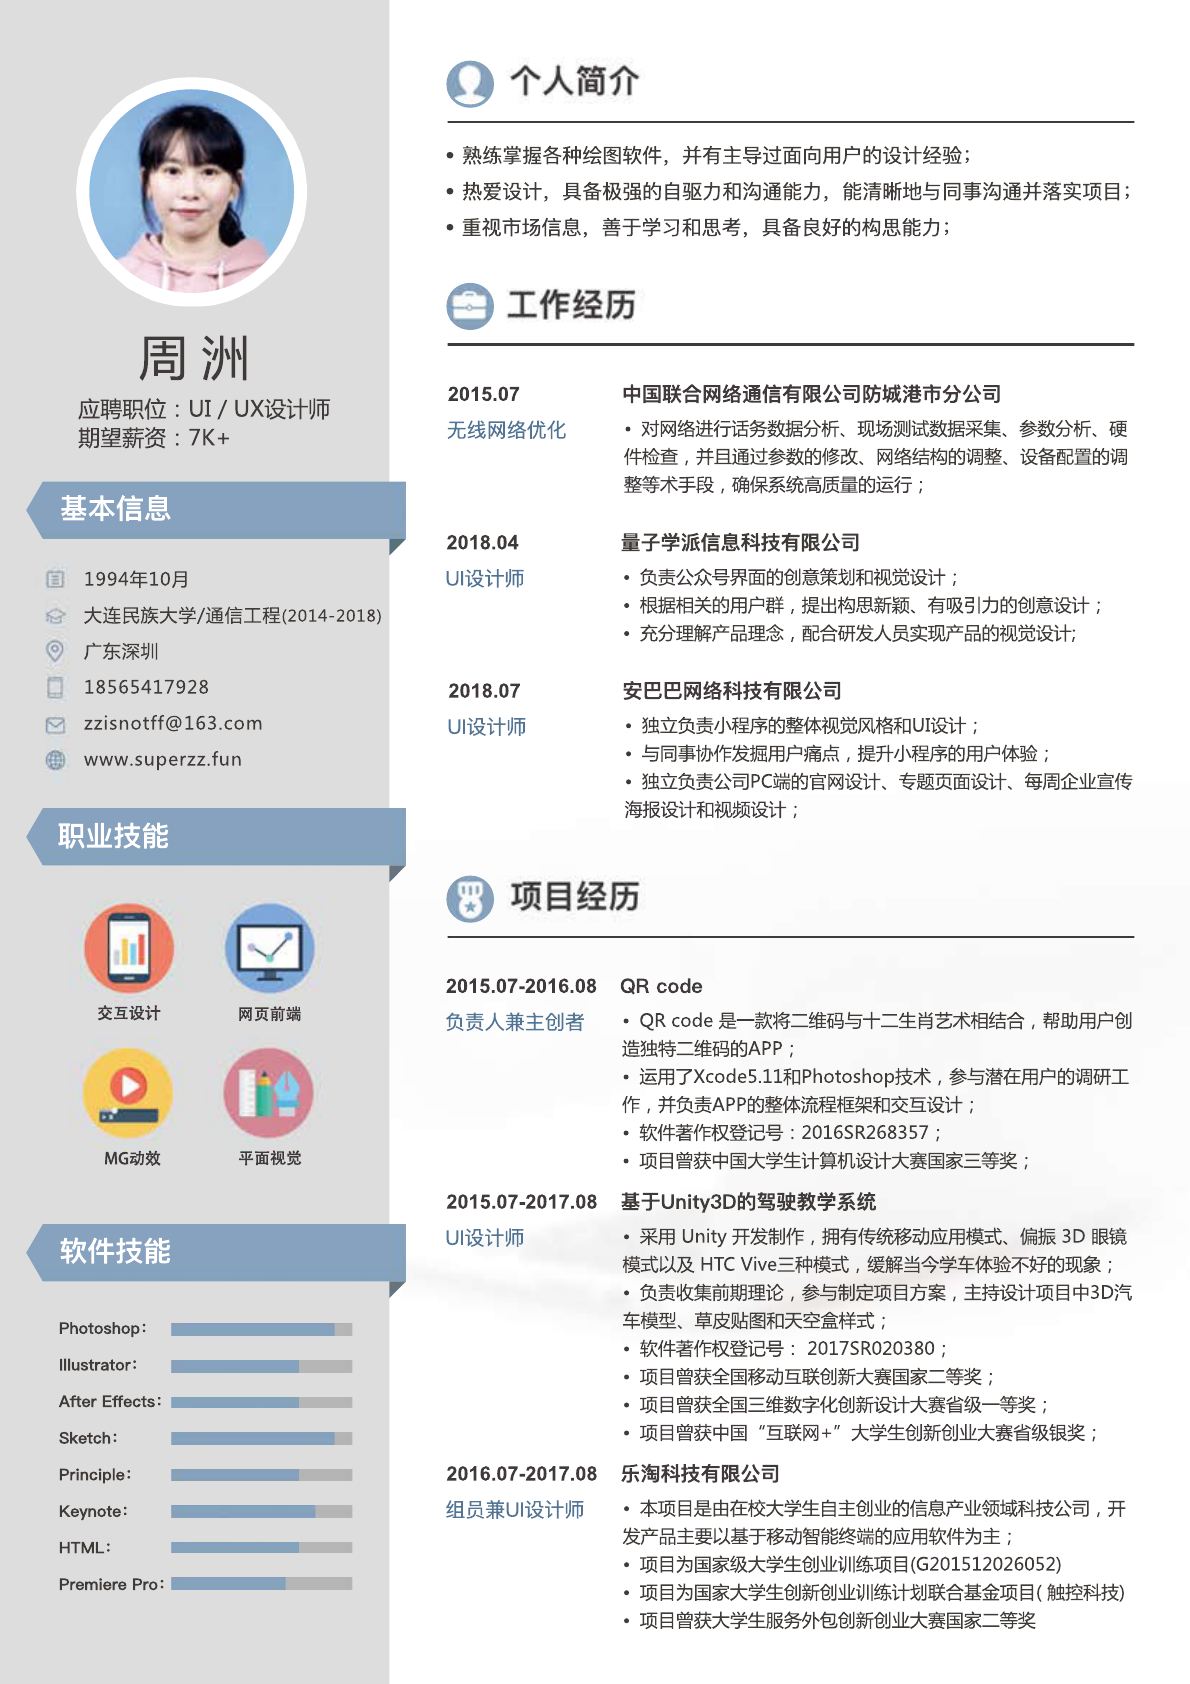 周 洲
应聘职位：UI / UX设计师
期望薪资：7K+
基本信息
1994年10月
大连民族大学/通信工程(2014-2018)
广东深圳
18565417928
zzisnotff@163.com
www.superzz.fun
职业技能
交互设计
网页前端
MG动效
平面视觉
软件技能
Photoshop：
Illustrator：
After Effects：
Sketch：
Principle：
Keynote：
HTML：
Premiere Pro：
个人简介
• 熟练掌握各种绘图软件，并有主导过面向用户的设计经验；
• 热爱设计，具备极强的自驱力和沟通能力，能清晰地与同事沟通并落实项目；
• 重视市场信息，善于学习和思考，具备良好的构思能力；
工作经历
2015.07
无线网络优化
中国联合网络通信有限公司防城港市分公司
• 对网络进行话务数据分析、现场测试数据采集、参数分析、硬
件检查，并且通过参数的修改、网络结构的调整、设备配置的调
整等术手段，确保系统高质量的运行；
2018.04
UI设计师
量子学派信息科技有限公司
• 负责公众号界面的创意策划和视觉设计；
• 根据相关的用户群，提出构思新颖、有吸引力的创意设计；
• 充分理解产品理念，配合研发人员实现产品的视觉设计;
2018.07
UI设计师
安巴巴网络科技有限公司
• 独立负责小程序的整体视觉风格和UI设计；
• 与同事协作发掘用户痛点，提升小程序的用户体验；
• 独立负责公司PC端的官网设计、专题页面设计、每周企业宣传
海报设计和视频设计；
项目经历
2015.07-2016.08
负责人兼主创者
QR code
• QR code 是一款将二维码与十二生肖艺术相结合，帮助用户创
造独特二维码的APP；
• 运用了Xcode5.11和Photoshop技术，参与潜在用户的调研工
作，并负责APP的整体流程框架和交互设计；
• 软件著作权登记号：2016SR268357；
• 项目曾获中国大学生计算机设计大赛国家三等奖；
2015.07-2017.08
UI设计师
基于Unity3D的驾驶教学系统
• 采用 Unity 开发制作，拥有传统移动应用模式、偏振 3D 眼镜
模式以及 HTC Vive三种模式，缓解当今学车体验不好的现象；
• 负责收集前期理论，参与制定项目方案，主持设计项目中3D汽
车模型、草皮贴图和天空盒样式；
• 软件著作权登记号： 2017SR020380；
• 项目曾获全国移动互联创新大赛国家二等奖；
• 项目曾获全国三维数字化创新设计大赛省级一等奖；
• 项目曾获中国“互联网+”大学生创新创业大赛省级银奖；
2016.07-2017.08
组员兼UI设计师
乐淘科技有限公司
• 本项目是由在校大学生自主创业的信息产业领域科技公司，开
发产品主要以基于移动智能终端的应用软件为主；
• 项目为国家级大学生创业训练项目(G201512026052)
• 项目为国家大学生创新创业训练计划联合基金项目( 触控科技)
• 项目曾获大学生服务外包创新创业大赛国家二等奖